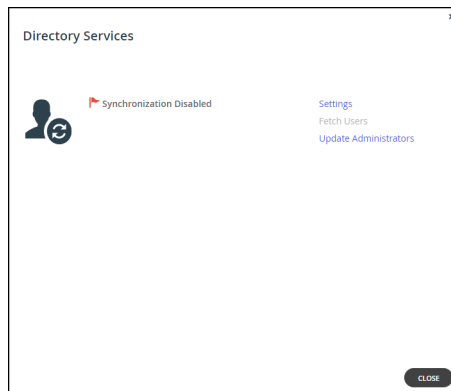 Directory Services
Synchronization Disabled
Settings
Fetch Users
Update Administrators
CLOSE